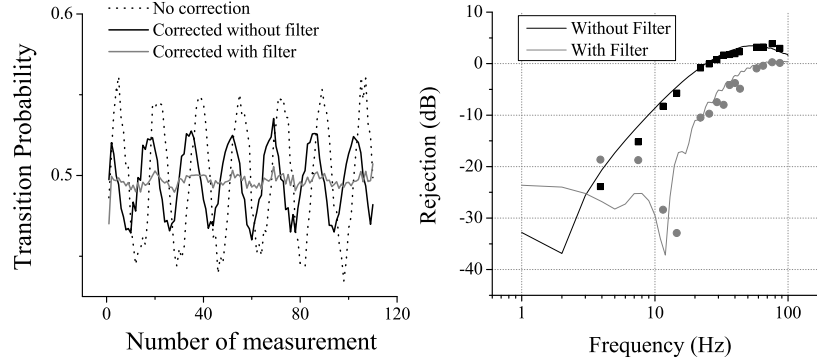 No correction
Corrected without filter
Corrected with filter
0.6
0.5
Transition Probability
0 40 80 120
Number of measurement
Without Filter
With Filter
10
0
-10
-20
-30
-40
Rejection (dB)
1 10 100
Frequency (Hz)